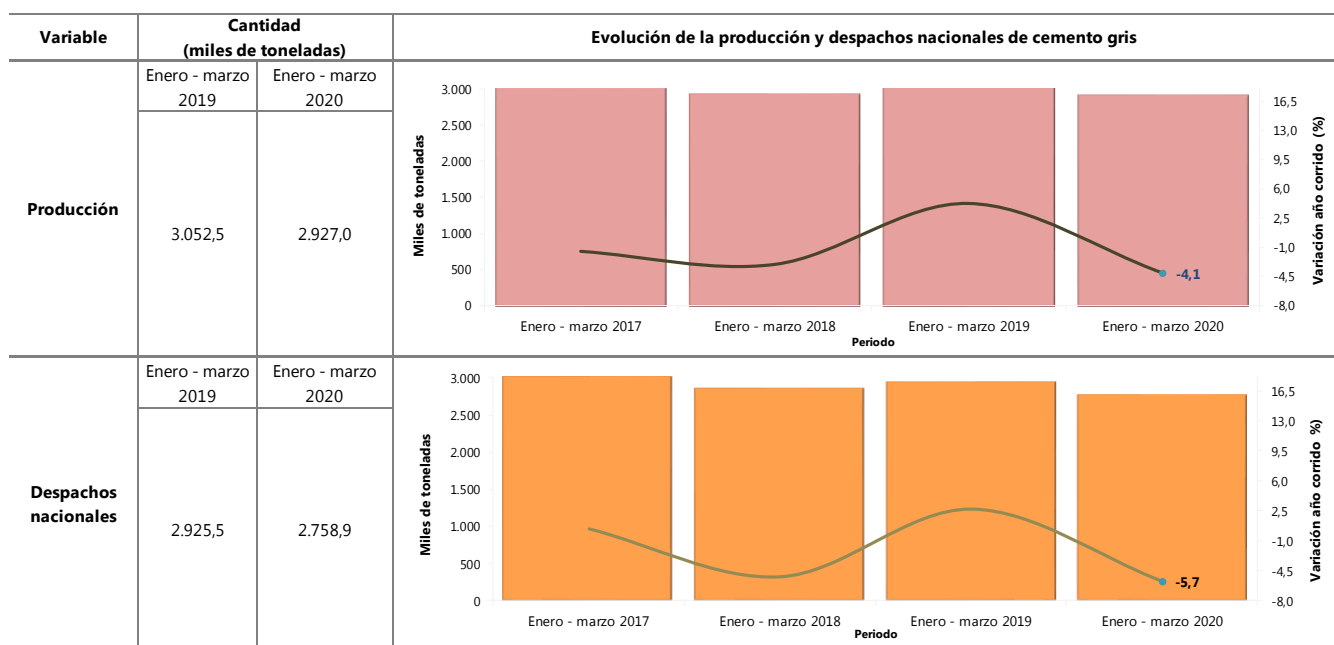 Variable
Cantidad
(miles de toneladas)
Evolución de la producción y despachos nacionales de cemento gris
Producción
Enero - marzo
2019
Enero - marzo
2020
3.052,5
2.927,0
Miles de toneladas
3.000
2.500
2.000
1.500
1.000
500
0
-4,1
16,5
13,0
9,5
6,0
2,5
-1,0
-4,5
-8,0
Variación año corrido (%)
Enero - marzo 2017
Enero - marzo 2018
Enero - marzo 2019
Enero - marzo 2020
Periodo
Despachos
nacionales
Enero - marzo
2019
Enero - marzo
2020
2.925,5
2.758,9
Miles de toneladas
3.000
2.500
2.000
1.500
1.000
500
0
-5,7
16,5
13,0
9,5
6,0
2,5
-1,0
-4,5
-8,0
Variación año corrido %)
Enero - marzo 2017
Enero - marzo 2018
Enero - marzo 2019
Enero - marzo 2020
Periodo